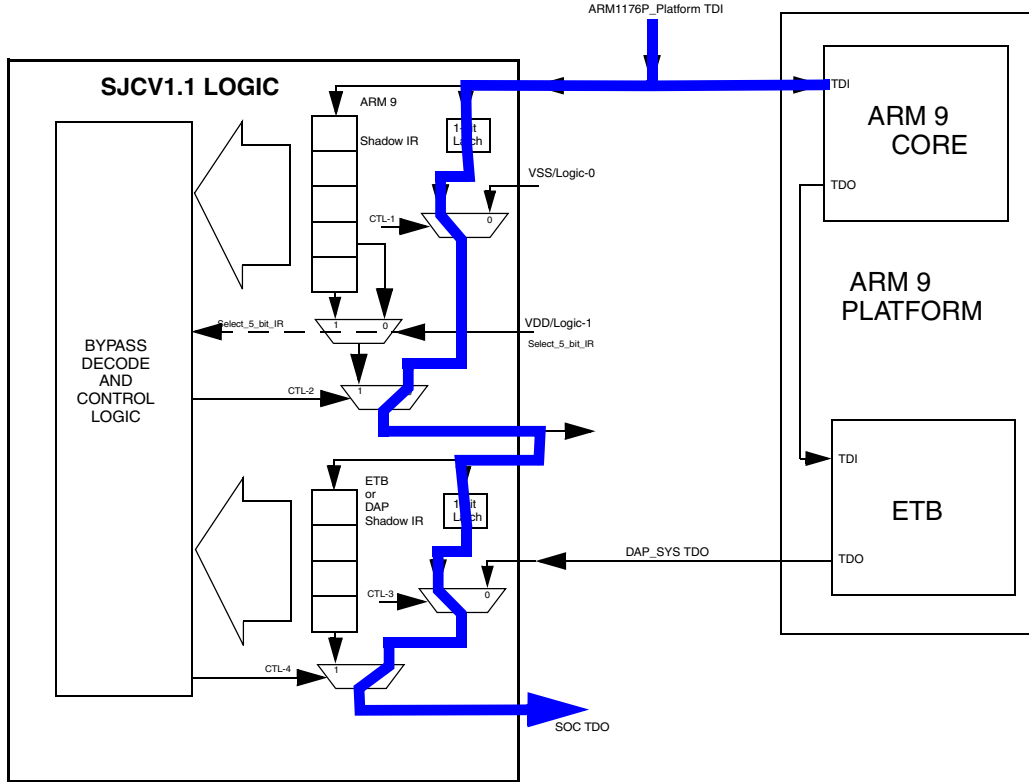 ARM1176P_Platform TDI
SJCV1.1 LOGIC
ARM 9
Shadow IR
1-bit
Latch
VSS/Logic-0
CTL-1
0
TDI
ARM 9
CORE
TDO
ARM 9
PLATFORM
1
0
Select_5_bit_IR
VDD/Logic-1
Select_5_bit_IR
BYPASS
DECODE
AND
CONTROL
LOGIC
CTL-2
1
ETB
or
DAP
Shadow IR
1-bit
Latch
TDI
ETB
TDO
DAP_SYS TDO
CTL-3
0
CTL-4
1
SOC TDO